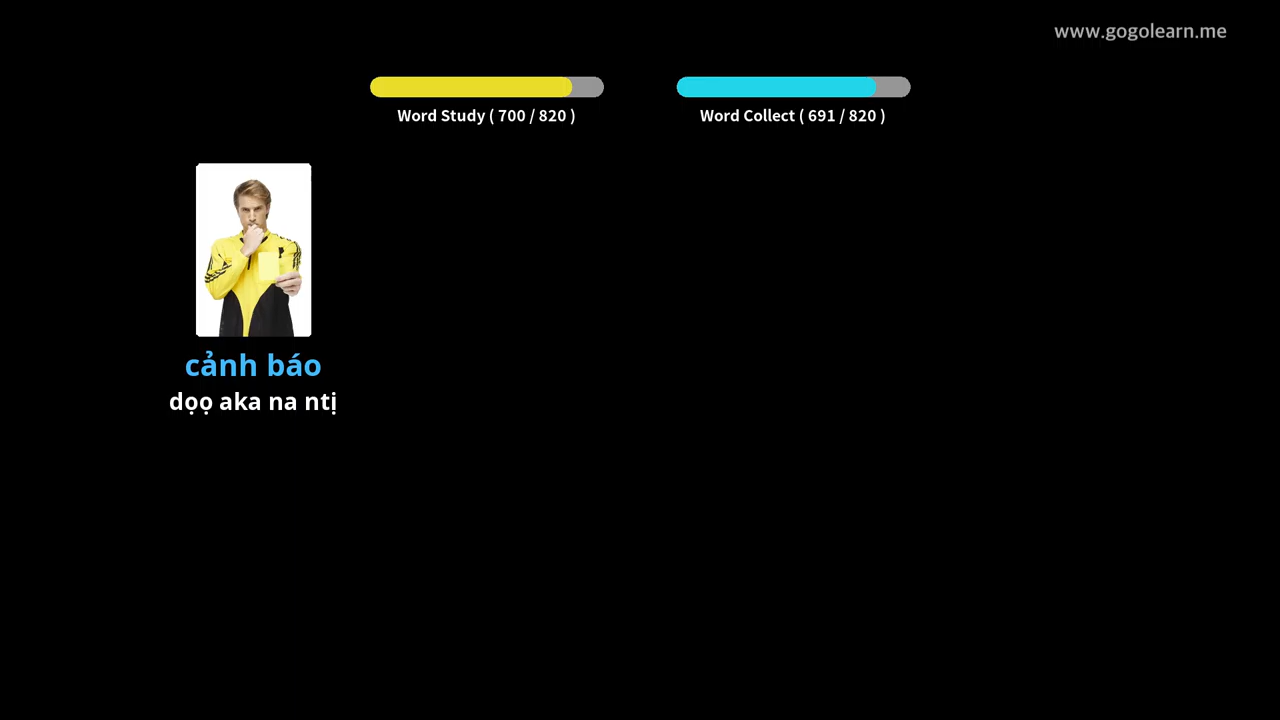 www.gogolearn.me
Word Study ( 700 / 820 )
Word Collect ( 691 / 820 )
cảnh báo
dọọ aka na ntị